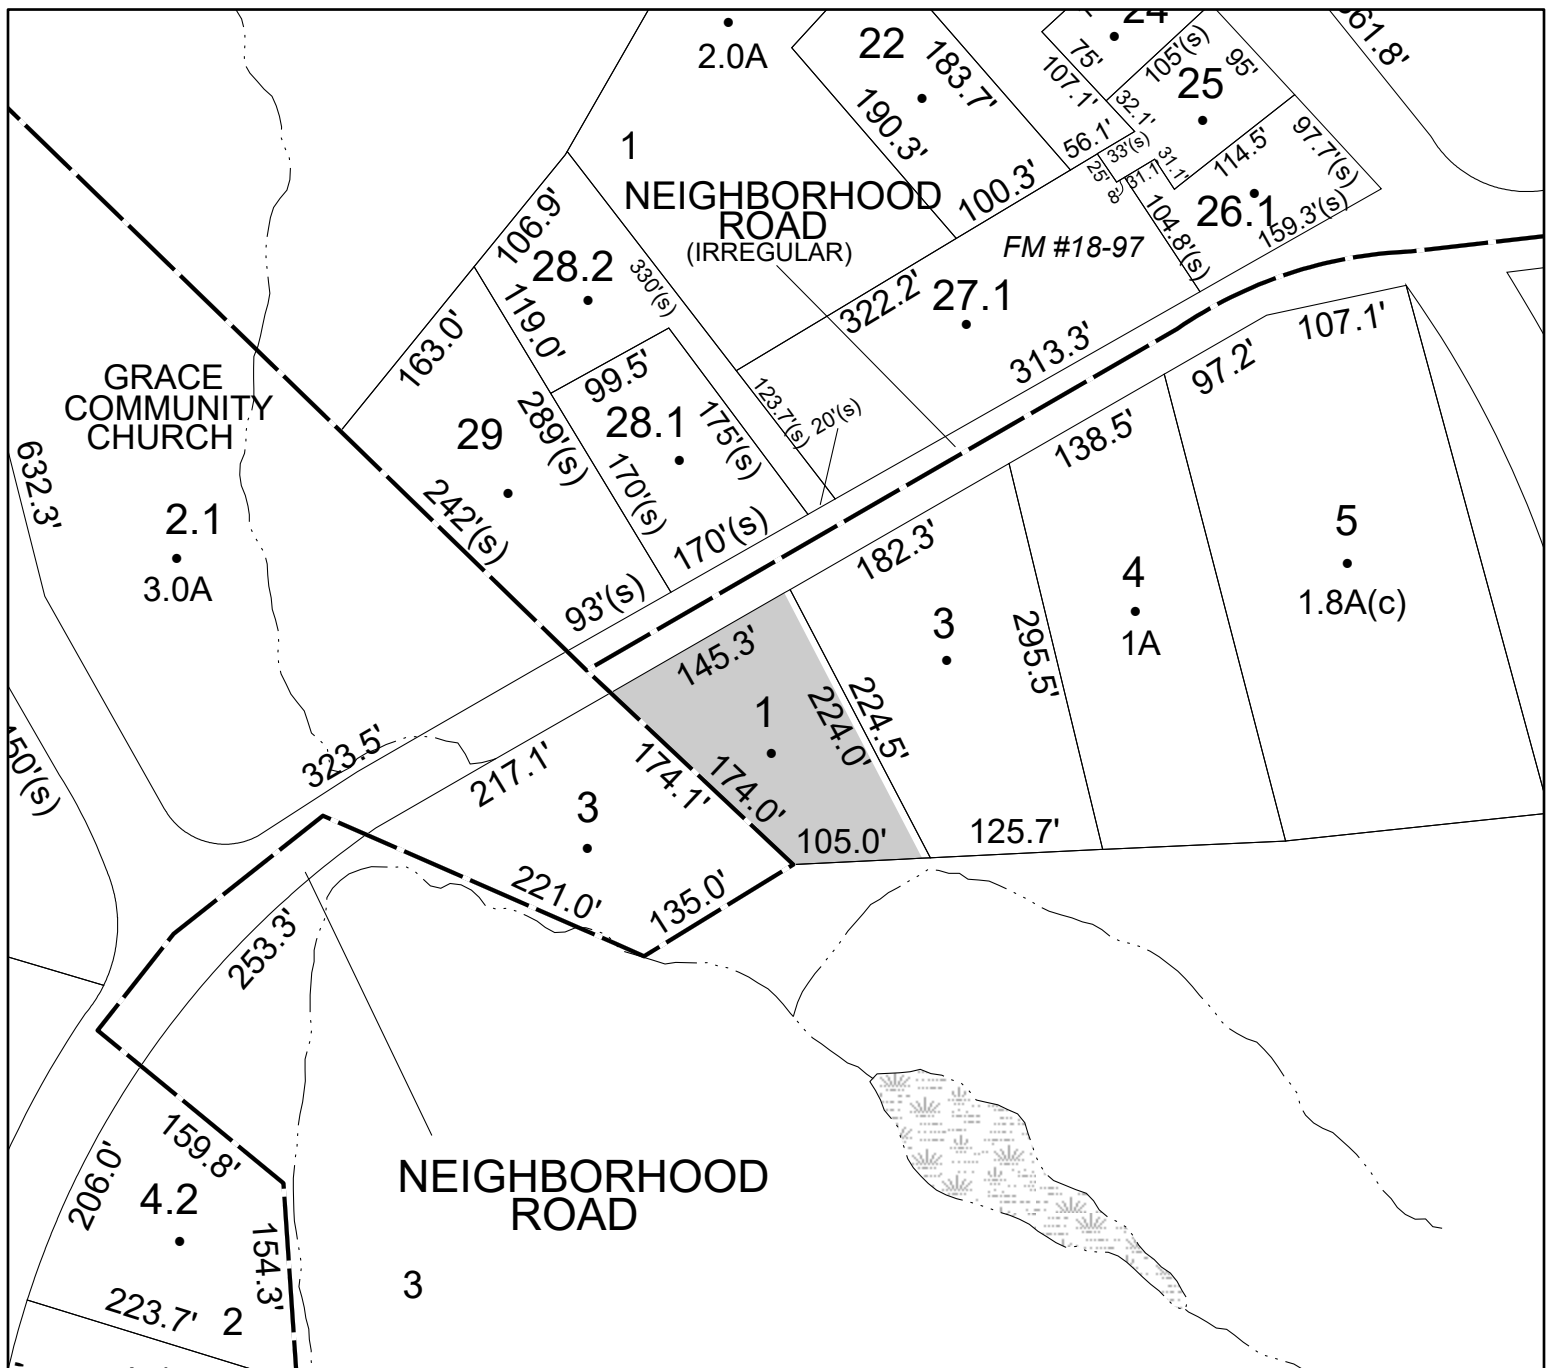 24
61.8'
2.0A
22
183.7'
75'
105'(s)
95'
107.1'
25
190.3'
32.1'
56.1'
33'(s)
97.7'(s)
1
114.5'
31.1'
25'
31.1
8'
100.3'
NEIGHBORHOOD
ROAD
(IRREGULAR)
104.8'(s)
26.1
159.3'(s)
106.9'
FM #18-97
28.2
330'(s)
322.2'
27.1
119.0'
163.0'
313.3'
107.1'
97.2'
GRACE
COMMUNITY
CHURCH
99.5'
123.7'(s)
20'(s)
289'(s)
28.1
175'(s)
29
138.5'
632.3'
170'(s)
242'(s)
2.1
3.0A
170'(s)
182.3'
5
1.8A(c)
4
1A
93'(s)
3
295.5'
145.3'
1
224.0'
224.5'
50'(s)
323.5'
217.1'
174.1'
174.0'
3
105.0'
125.7'
221.0'
135.0'
253.3'
159.8'
206.0'
4.2
NEIGHBORHOOD
ROAD
154.3'
3
223.7'
2